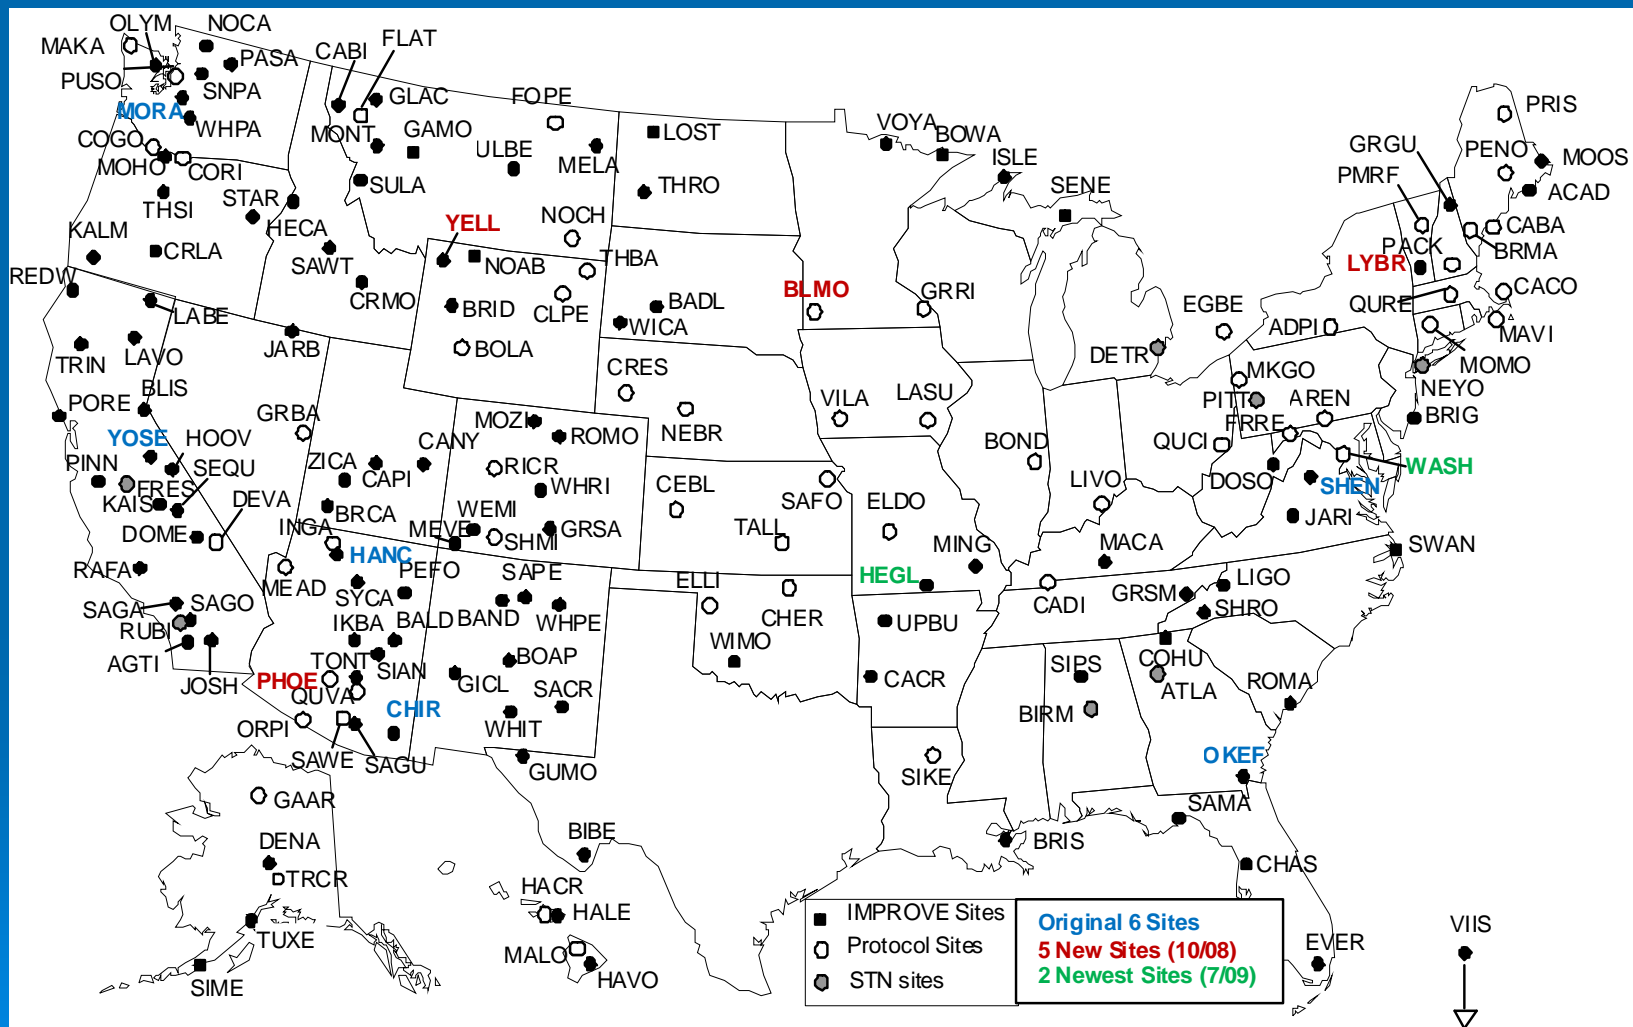 OLYM
NOCA
MAKA
PASA
CABI
FLAT
PUSO
SNPA
GLAC
FOPE
MORA
WHPA
MONT
GAMO
ULBE
LOST
VOYA
BOWA
PRIS
COGO
MOHO
CORI
MELA
ISLE
GRGU
PENO
MOOS
STAR
SULA
THRO
SENE
PMRF
ACAD
THSI
HECA
YELL
NOCH
CABA
KALM
CRLA
SAWT
NOAB
THBA
PACK
BRMA
REDW
CRMO
BRID
CLPE
BADL
BLMO
GRRI
LYBR
CACO
LABE
WICA
EGBE
QURE
TRIN
LAVO
JARB
BOLA
DETR
ADPI
MAVI
BLIS
CRES
MKGO
MOMO
PORE
GRBA
MOZI
VILA
LASU
PITT
AREN
NEYO
YOSE
HOOV
CANY
ROMO
NEBR
BOND
QUCI
FRRE
BRIG
PINN
SEQU
ZICA
CAPI
RICR
WHRI
CEBL
SAFO
LIVO
DOSO
WASH
FRES
KAIS
DEVA
BRCA
WEMI
ELDO
SHEN
DOME
INGA
MEVE
SHMI
GRSA
TALL
JARI
HANC
MING
MACA
SWAN
RAFA
MEAD
PEFO
SAPE
ELLI
HEGL
SAGA
SAGO
SYCA
BAND
WHPE
CHER
CADI
GRSM
LIGO
RUBI
IKBA
BALD
WIMO
UPBU
SHRO
AGTI
JOSH
TONT
SIAN
BOAP
COHU
PHOE
QUVA
GICL
SACR
CACR
SIPS
ATLA
ROMA
ORPI
CHIR
WHIT
BIRM
SAWE
SAGU
GUMO
SIKE
OKEF
GAAR
SAMA
DENA
BIBE
BRIS
TRCR
CHAS
HACR
HALE
TUXE
MALO
HAVO
EVER
VIIS
SIME
IMPROVE Sites
Protocol Sites
STN sites
Original 6 Sites
5 New Sites (10/08)
2 Newest Sites (7/09)